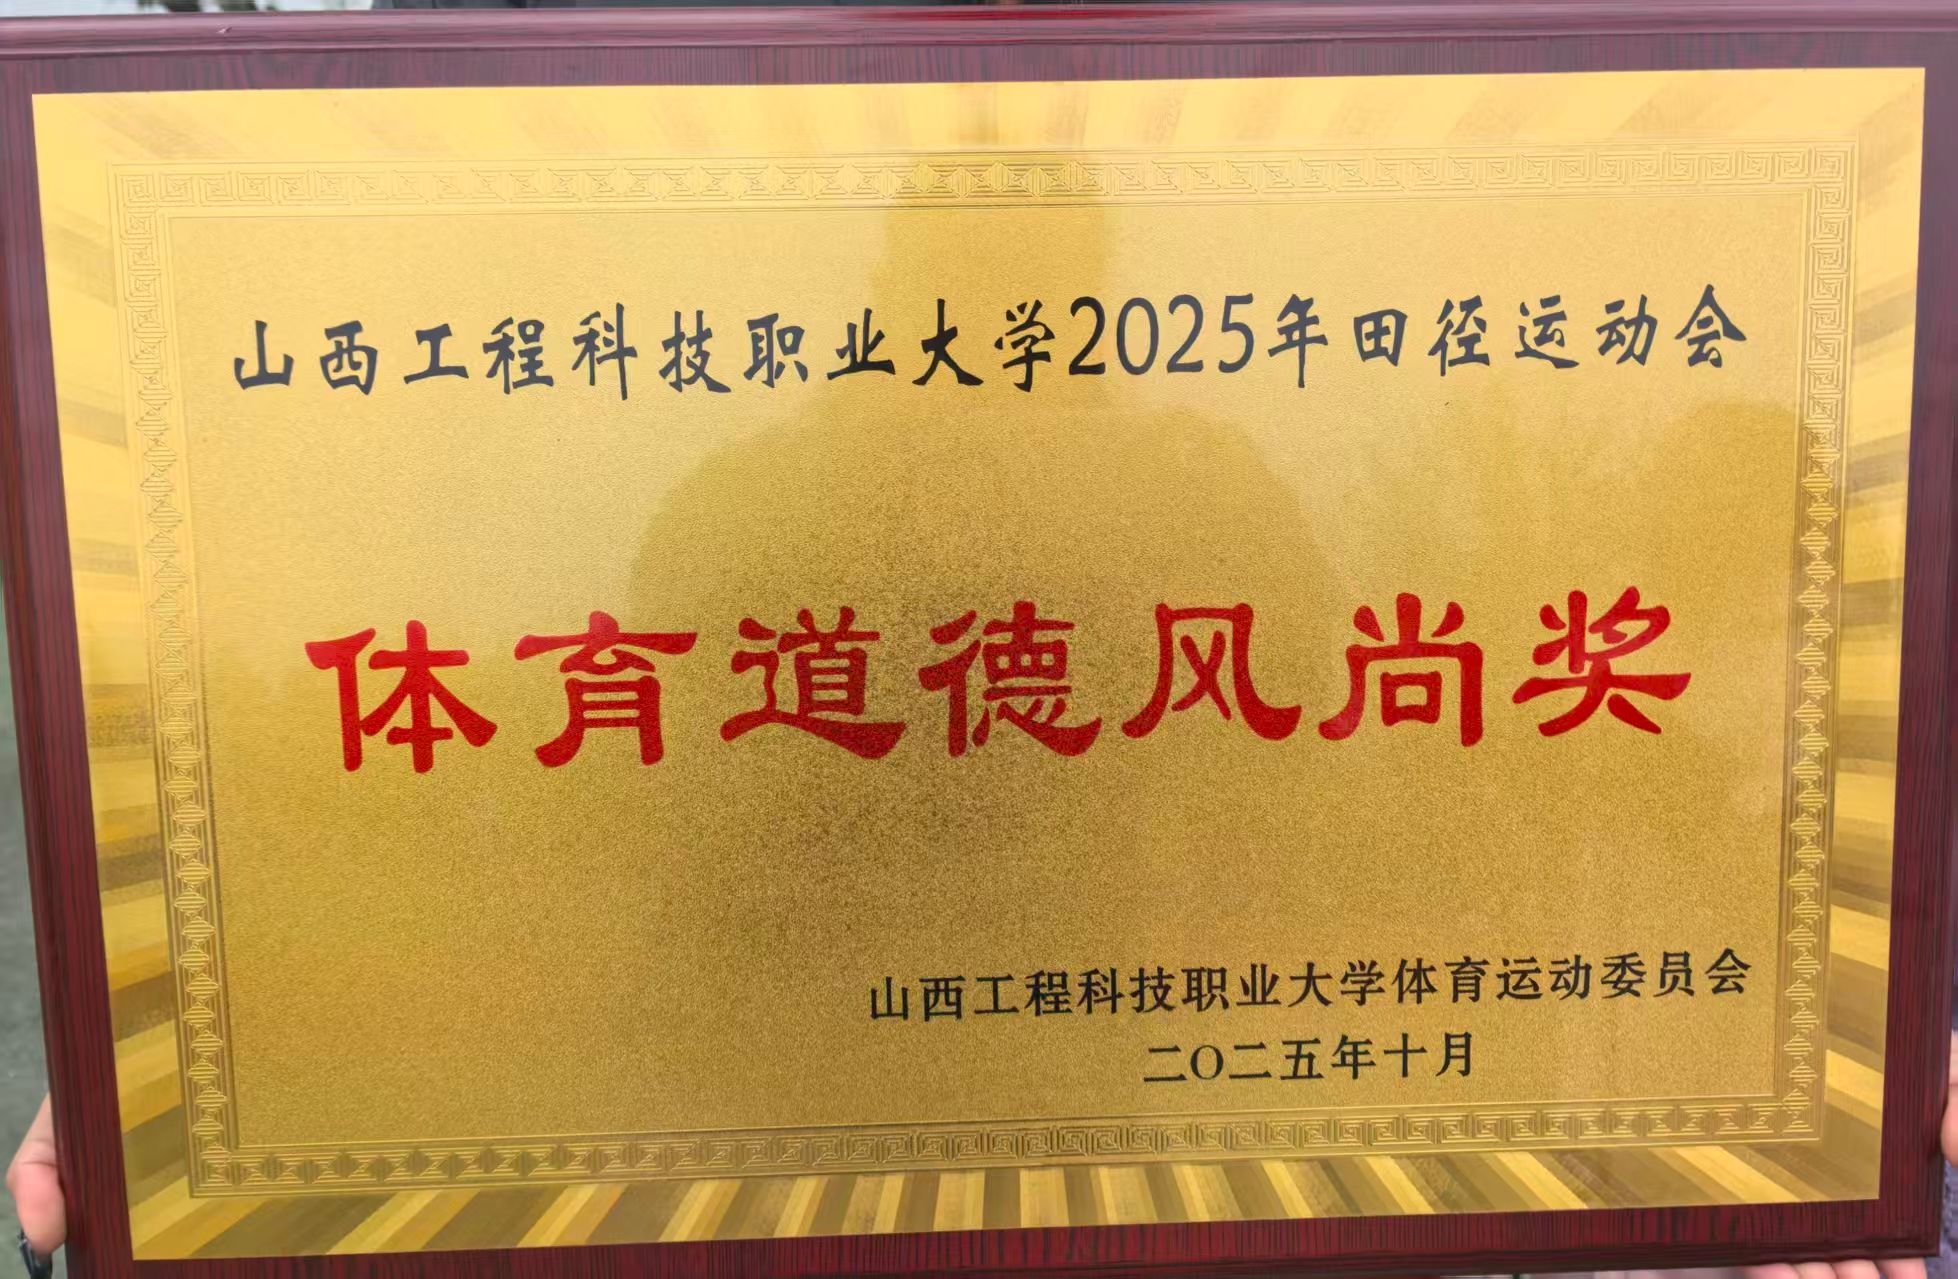 山西工程科技职业大学2025年田径运动会
体育道德风尚奖
山西工程科技职业大学体育运动委员会
二〇二五年十月